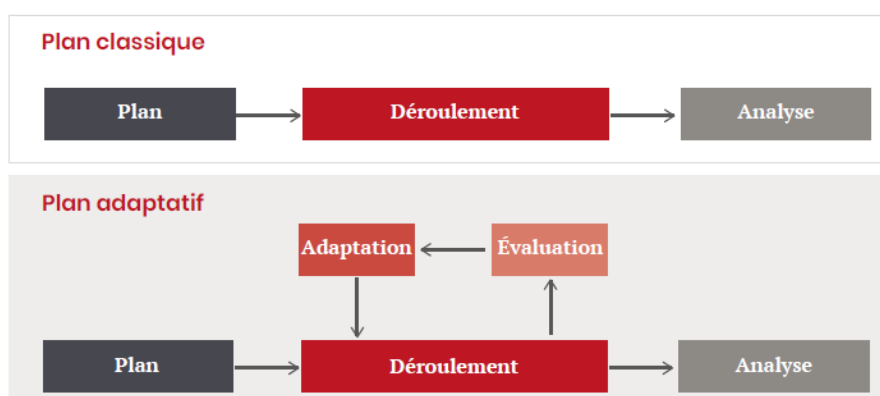 Plan classique
Plan
Déroulement
Analyse
Plan adaptatif
Adaptation
Évaluation
Plan
Déroulement
Analyse